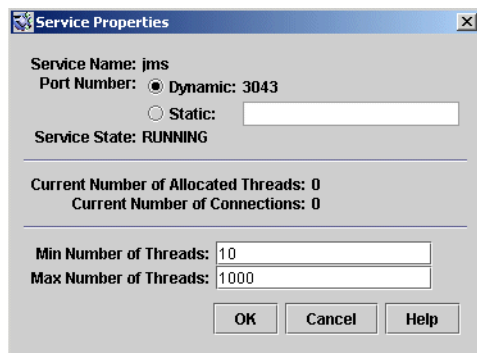 Service Properties
Service Name: jms
Port Number: Dynamic: 3043
Static:
Service State: RUNNING
Current Number of Allocated Threads: 0
Current Number of Connections: 0
Min Number of Threads: 10
Max Number of Threads: 1000
OK Cancel Help